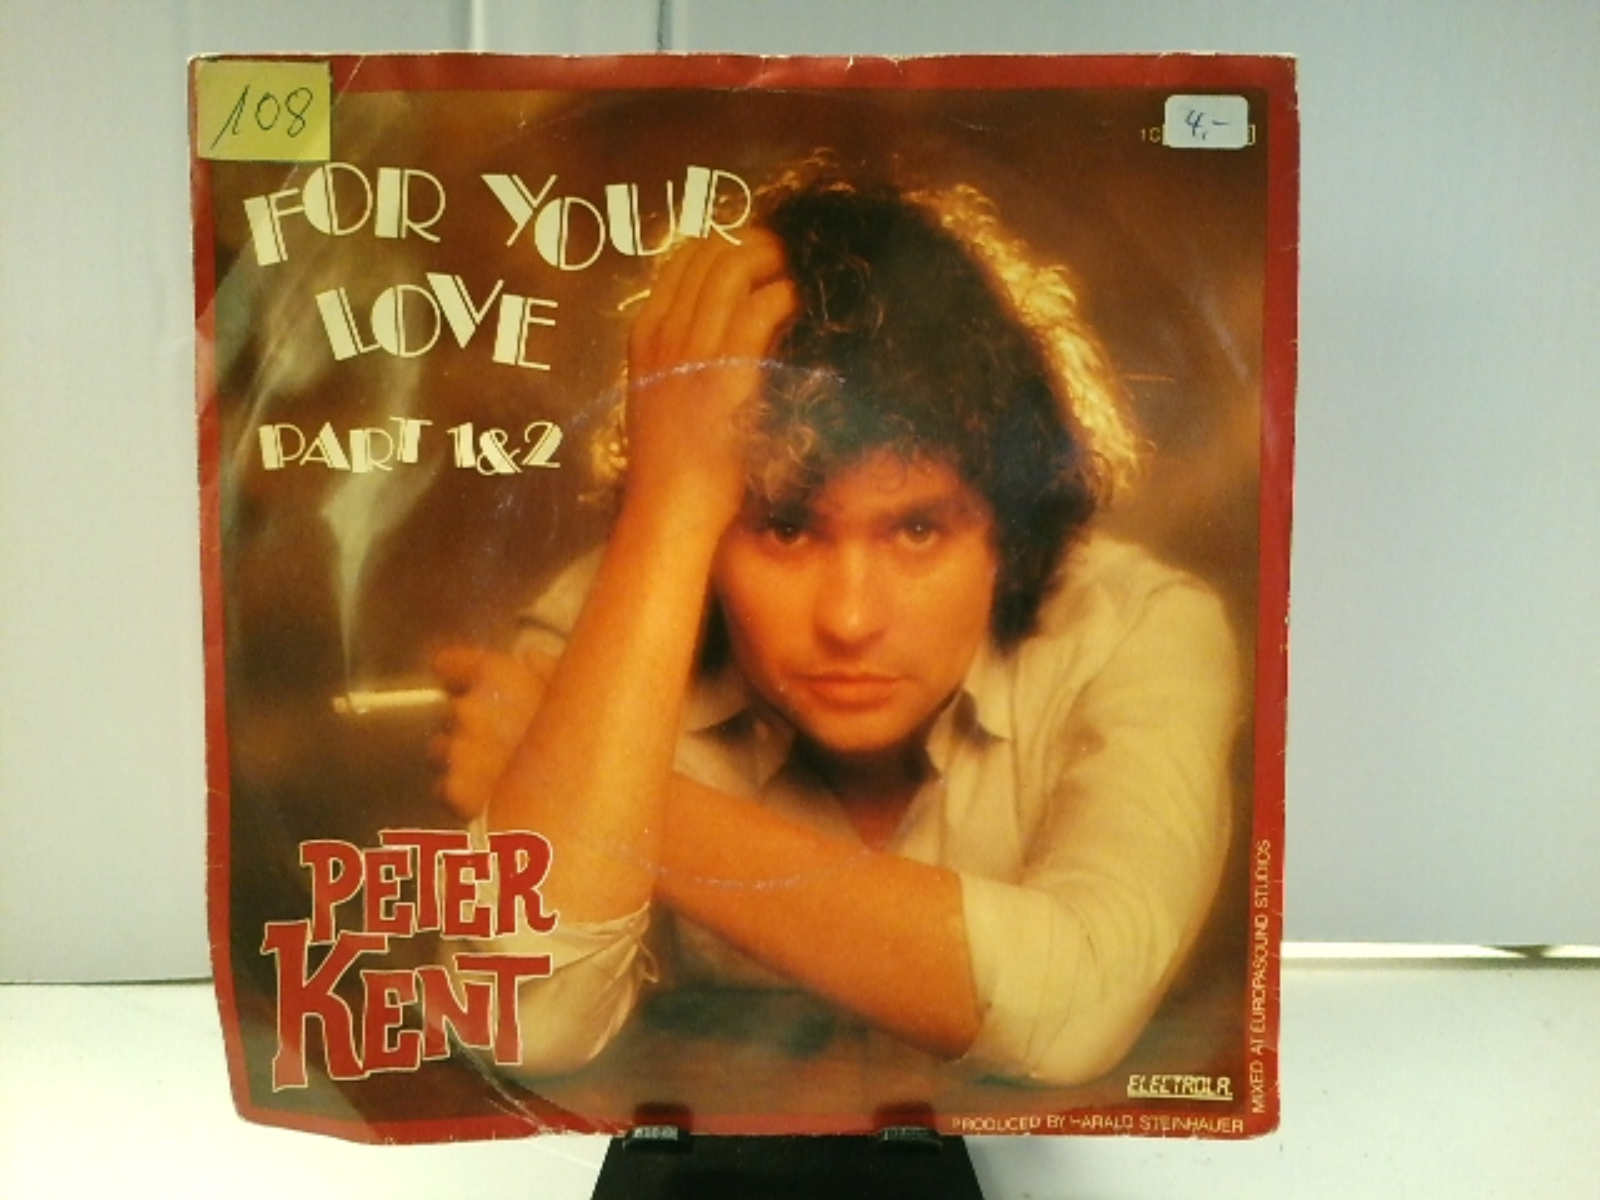 108
4,-
1C
FOR YOUR
LOVE
PART 1&2
PETER
KENT
ELECTROLA
MIXED AT EUROPASOUND STUDIOS
PRODUCED BY HARALD STEINHAUER